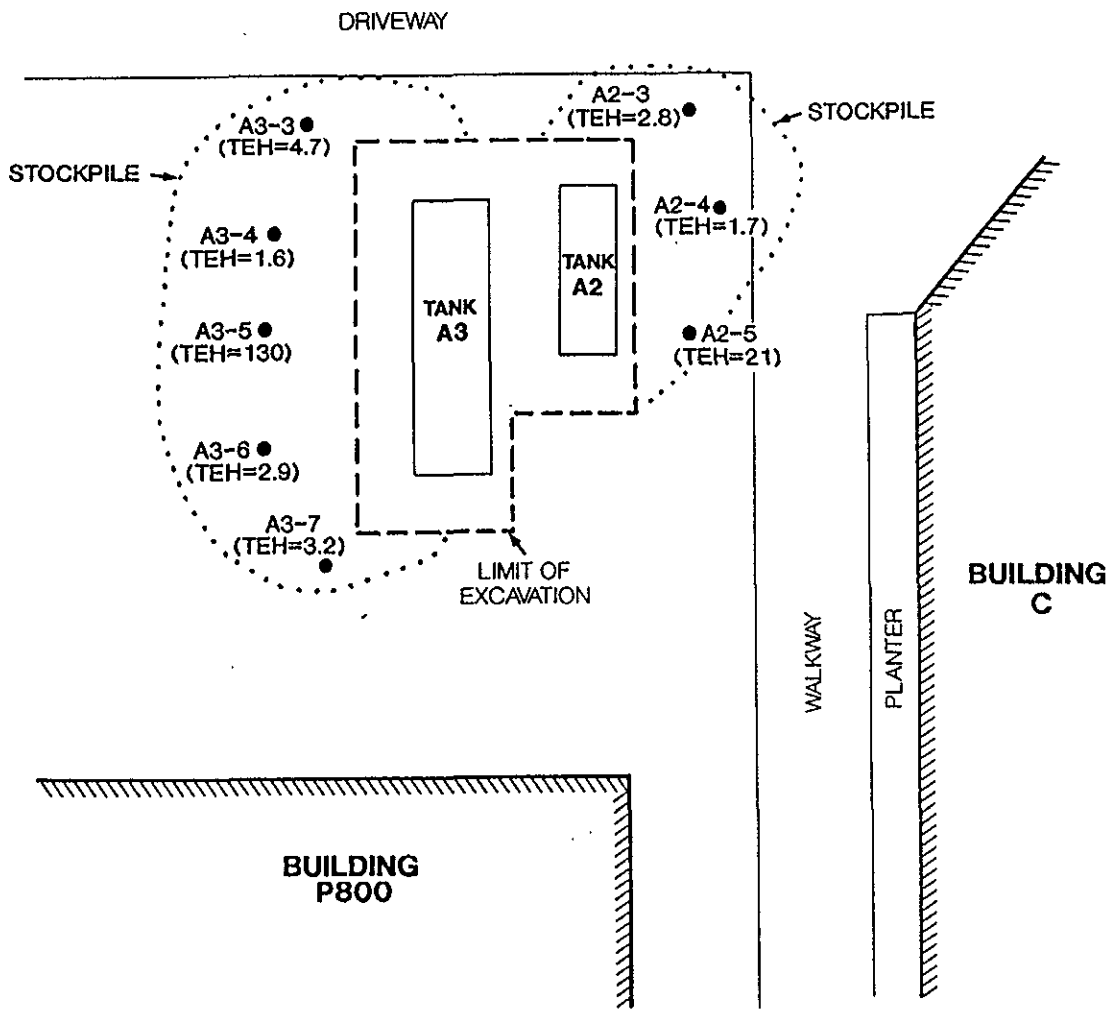 DRIVEWAY
A3-3
(TEH=4.7)
A2-3
(TEH=2.8)
STOCKPILE
STOCKPILE
A3-4
(TEH=1.6)
A2-4
(TEH=1.7)
TANK
A2
TANK
A3
A3-5
(TEH=130)
A2-5
(TEH=21)
A3-6
(TEH=2.9)
A3-7
(TEH=3.2)
LIMIT OF
EXCAVATION
BUILDING
C
WALKWAY
PLANTER
BUILDING
P800